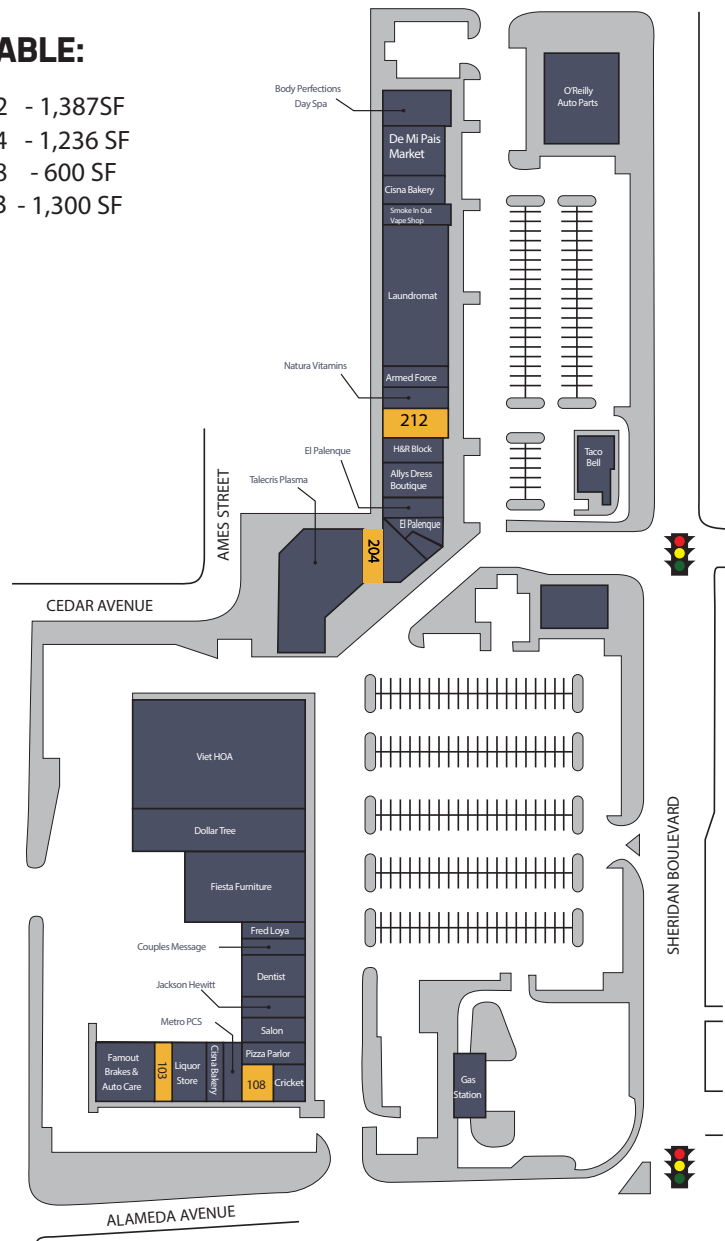 ABLE:
2 - 1,387SF
4 - 1,236 SF
8 - 600 SF
3 - 1,300 SF
Body Perfections
Day Spa
De Mi Pais
Market
Cisna Bakery
Smoke In Out
Vape Shop
Laundromat
Natura Vitamins
Armed Force
212
H&R Block
El Palenque
Allys Dress
Boutique
Talecris Plasma
El Palenque
204
O'Reilly
Auto Parts
Taco
Bell
AMES STREET
CEDAR AVENUE
Viet HOA
Dollar Tree
Fiesta Furniture
Fred Loya
Couples Message
Dentist
Jackson Hewitt
Salon
Metro PCS
Pizza Parlor
Famout
Brakes &
Auto Care
103
Liquor
Store
Cisna Bakery
108
Cricket
Gas
Station
SHERIDAN BOULEVARD
ALAMEDA AVENUE